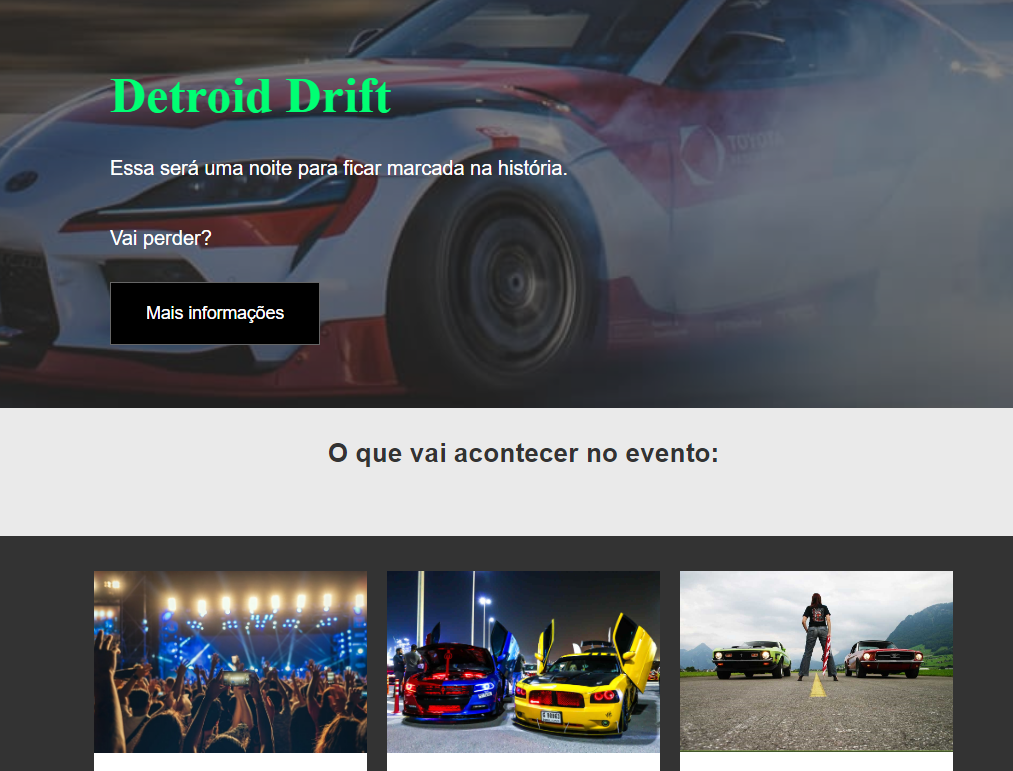 Detroid Drift
TOYOTA
Essa será uma noite para ficar marcada na história.
Vai perder?
Mais informações
O que vai acontecer no evento: